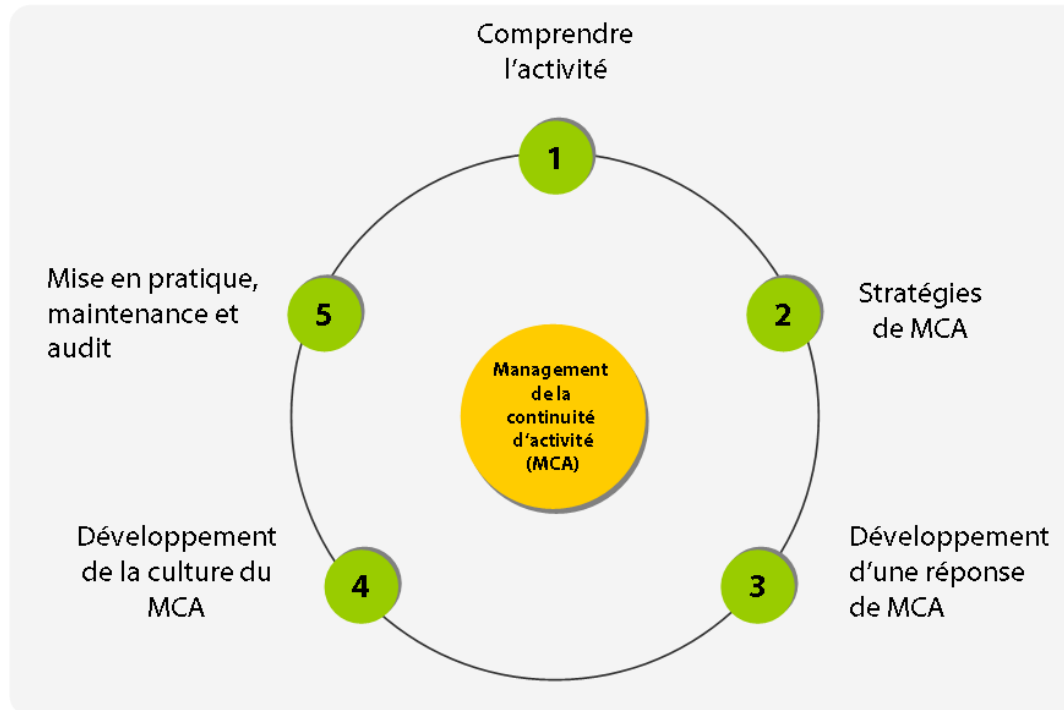 Comprendre
l'activité
1
Stratégies
de MCA
2
Développement
d'une réponse
de MCA
3
Développement
de la culture du
MCA
4
Mise en pratique,
maintenance et
audit
5
Management
de la
continuité
d'activité
(MCA)